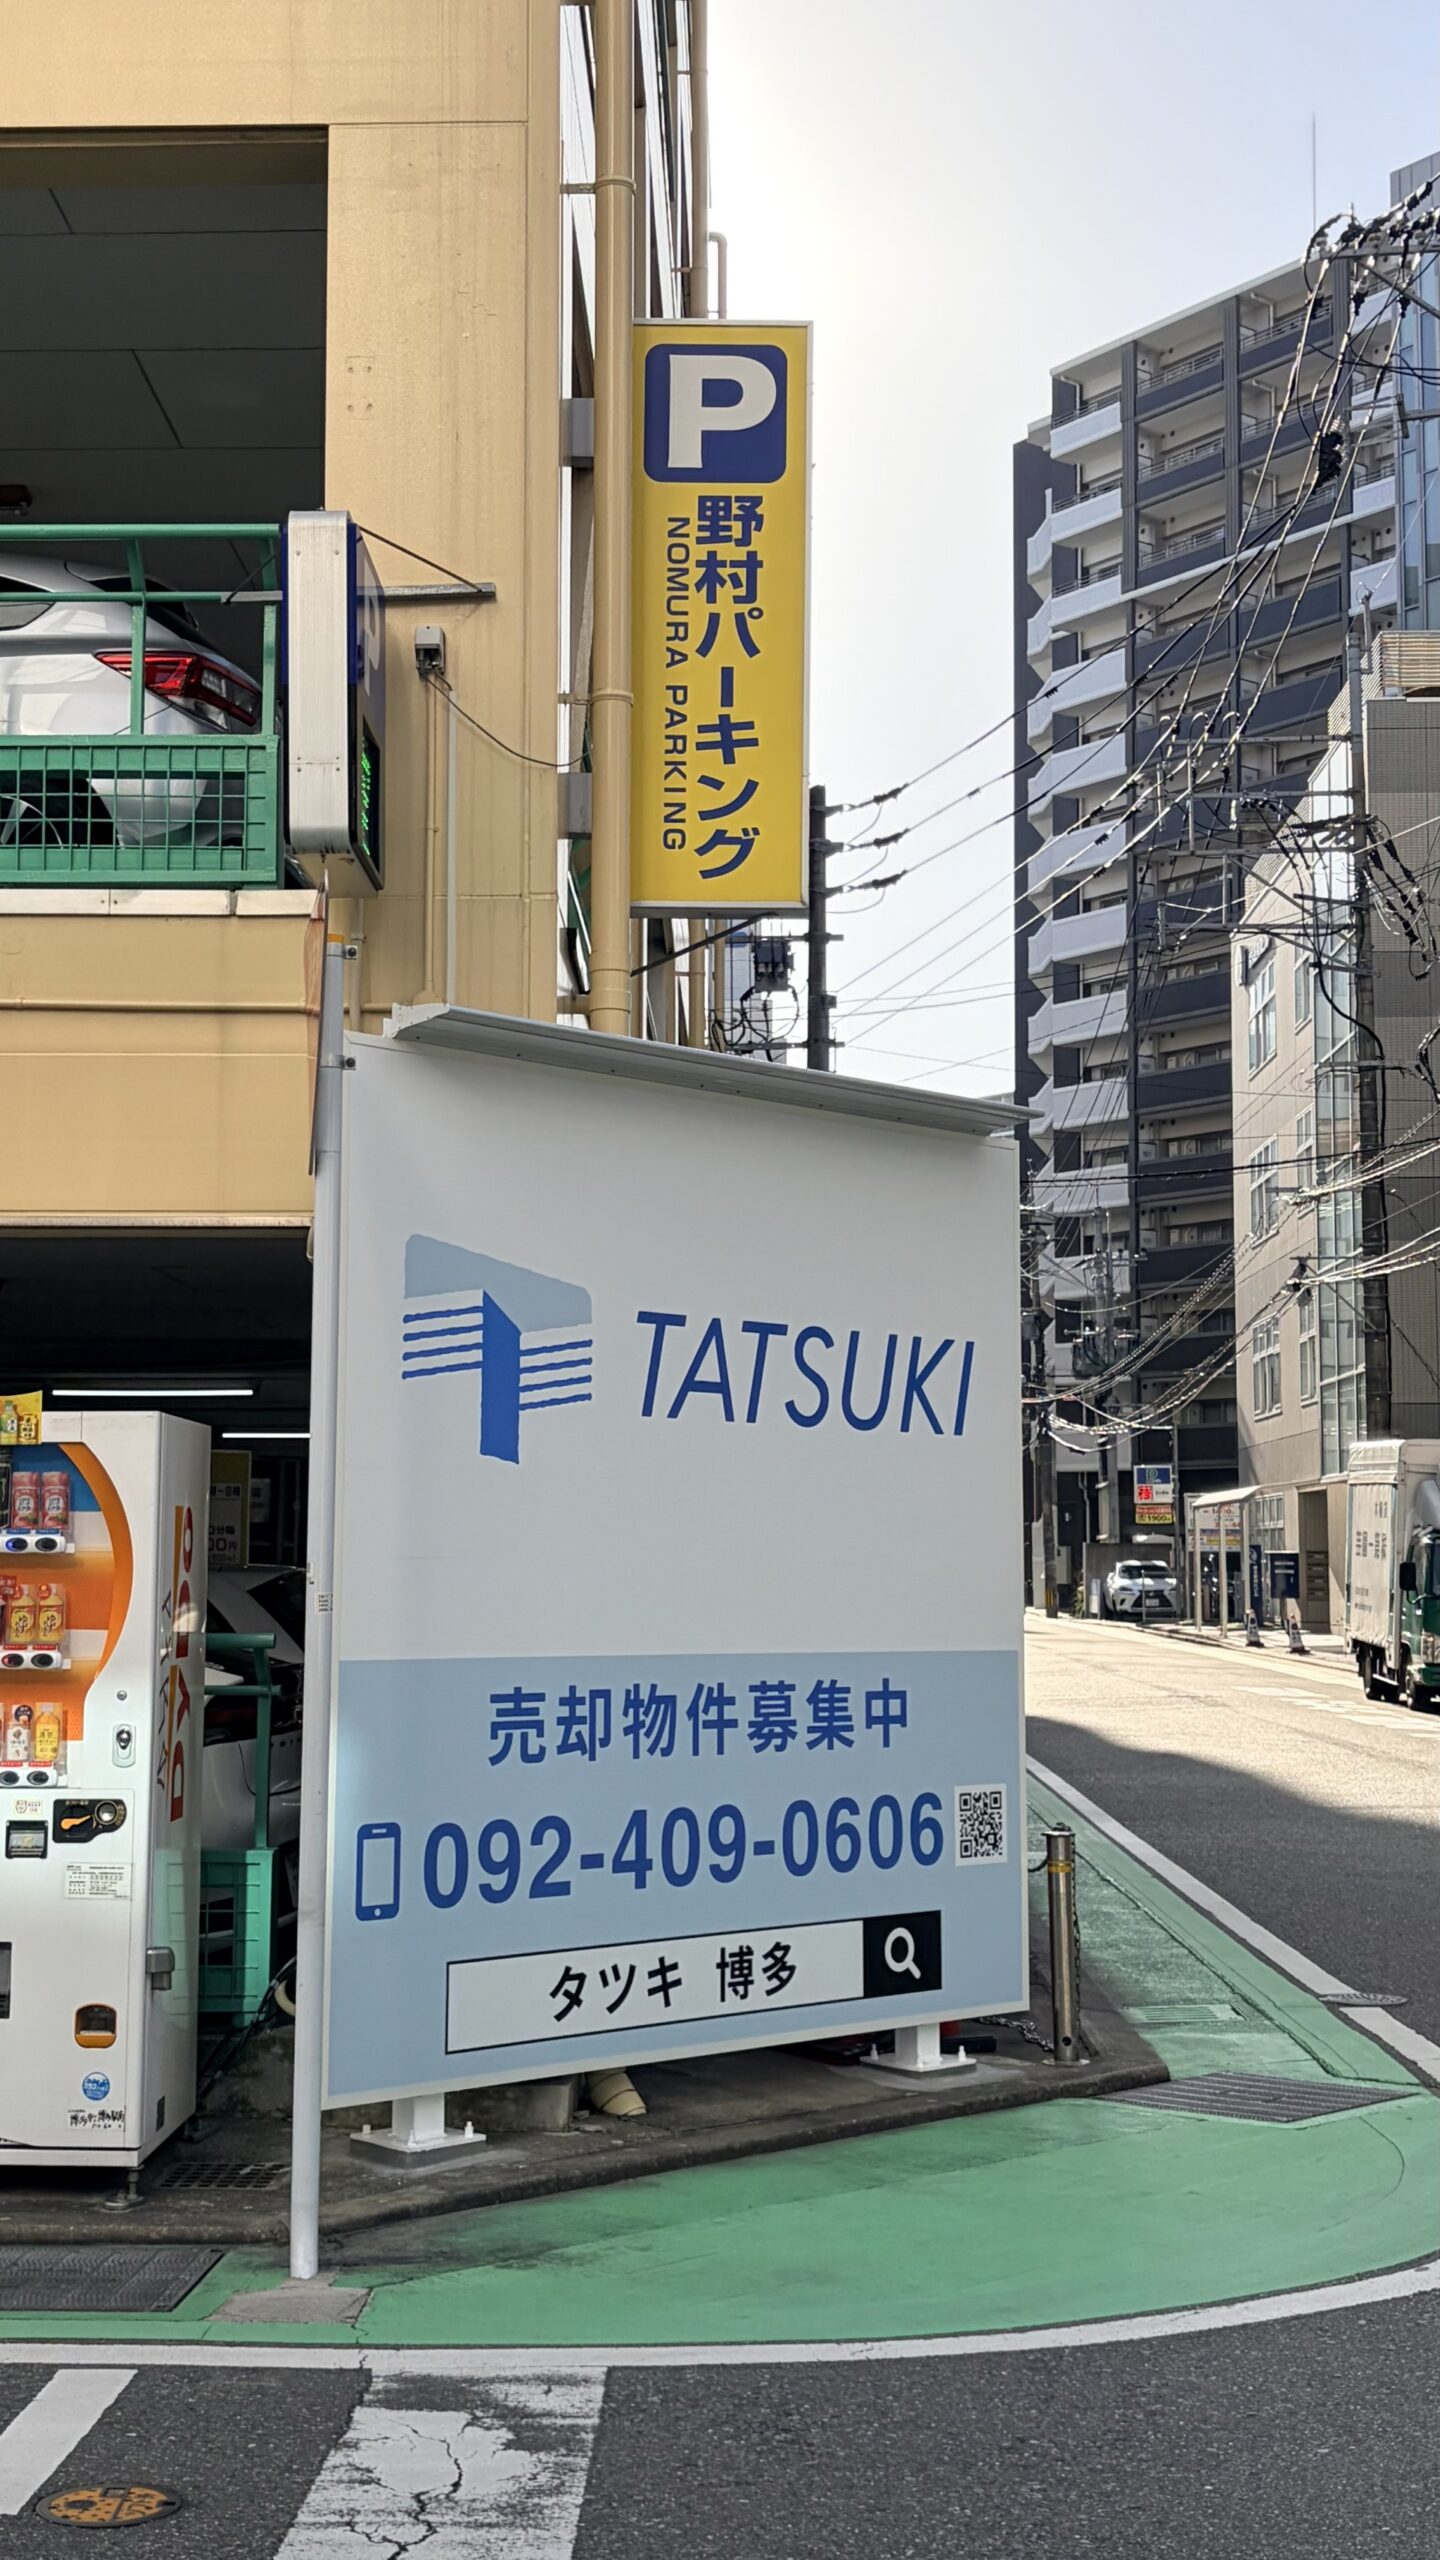 P
野村パーキング
NOMURA PARKING
TATSUKI
売却物件募集中
092-409-0606
タツキ 博多
DyDo